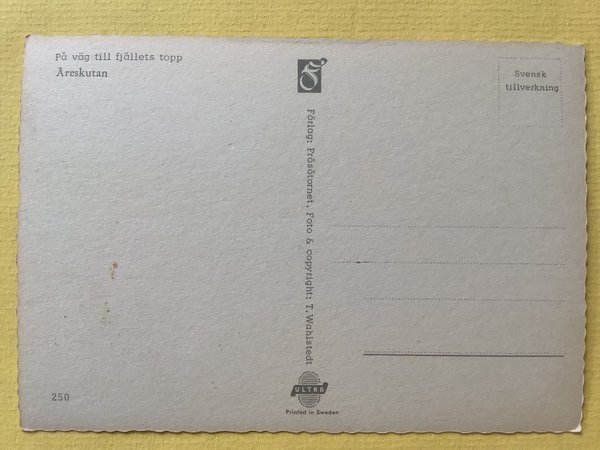 På väg till fjällets topp
Åreskutan
Svensk
tillverkning
Förlag: Frösötornet. Foto & copyright: T. Wahlstedt
250
ULTRA
Printed in Sweden